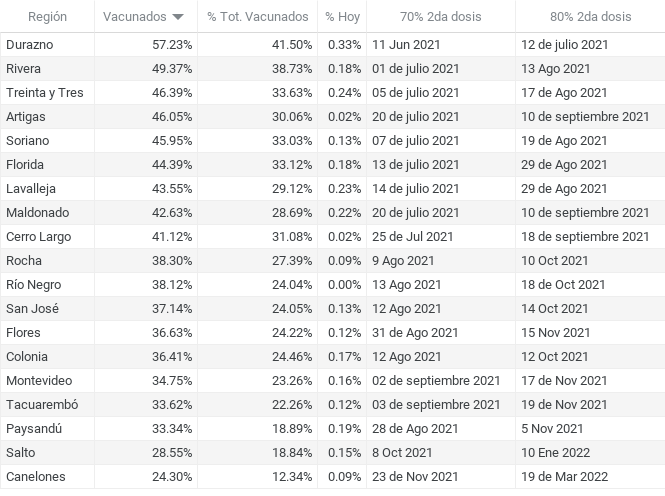 Región Vacunados % Tot. Vacunados % Hoy 70% 2da dosis 80% 2da dosis
Durazno 57.23% 41.50% 0.33% 11 Jun 2021 12 de julio 2021
Rivera 49.37% 38.73% 0.18% 01 de julio 2021 13 Ago 2021
Treinta y Tres 46.39% 33.63% 0.24% 05 de julio 2021 17 de Ago 2021
Artigas 46.05% 30.06% 0.02% 20 de julio 2021 10 de septiembre 2021
Soriano 45.95% 33.03% 0.13% 07 de julio 2021 19 de Ago 2021
Florida 44.39% 33.12% 0.18% 13 de julio 2021 29 de Ago 2021
Lavalleja 43.55% 29.12% 0.23% 14 de julio 2021 29 de Ago 2021
Maldonado 42.63% 28.69% 0.22% 20 de julio 2021 10 de septiembre 2021
Cerro Largo 41.12% 31.08% 0.02% 25 de Jul 2021 18 de septiembre 2021
Rocha 38.30% 27.39% 0.09% 9 Ago 2021 10 Oct 2021
Río Negro 38.12% 24.04% 0.00% 13 Ago 2021 18 de Oct 2021
San José 37.14% 24.05% 0.13% 12 Ago 2021 14 Oct 2021
Flores 36.63% 24.22% 0.12% 31 de Ago 2021 15 Nov 2021
Colonia 36.41% 24.46% 0.17% 12 Ago 2021 12 Oct 2021
Montevideo 34.75% 23.26% 0.16% 02 de septiembre 2021 17 de Nov 2021
Tacuarembó 33.62% 22.26% 0.12% 03 de septiembre 2021 19 de Nov 2021
Paysandú 33.34% 18.89% 0.19% 28 de Ago 2021 5 Nov 2021
Salto 28.55% 18.84% 0.15% 8 Oct 2021 10 Ene 2022
Canelones 24.30% 12.34% 0.09% 23 de Nov 2021 19 de Mar 2022